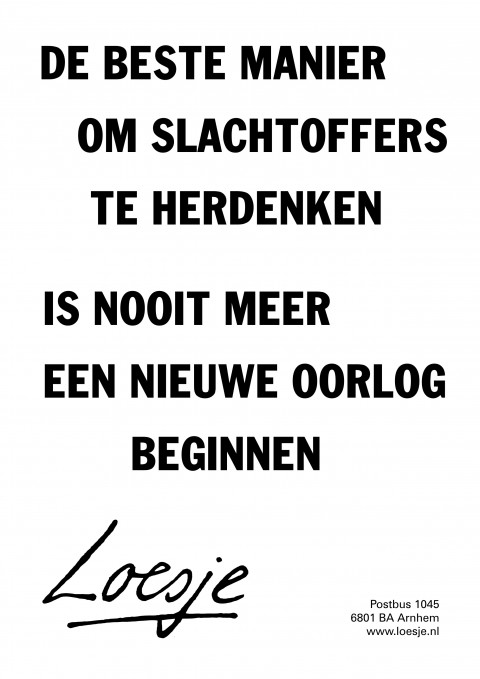 DE BESTE MANIER
OM SLACHTOFFERS
TE HERDENKEN
IS NOOIT MEER
EEN NIEUWE OORLOG
BEGINNEN
Loesje
Postbus 1045
6801 BA Arnhem
www.loesje.nl